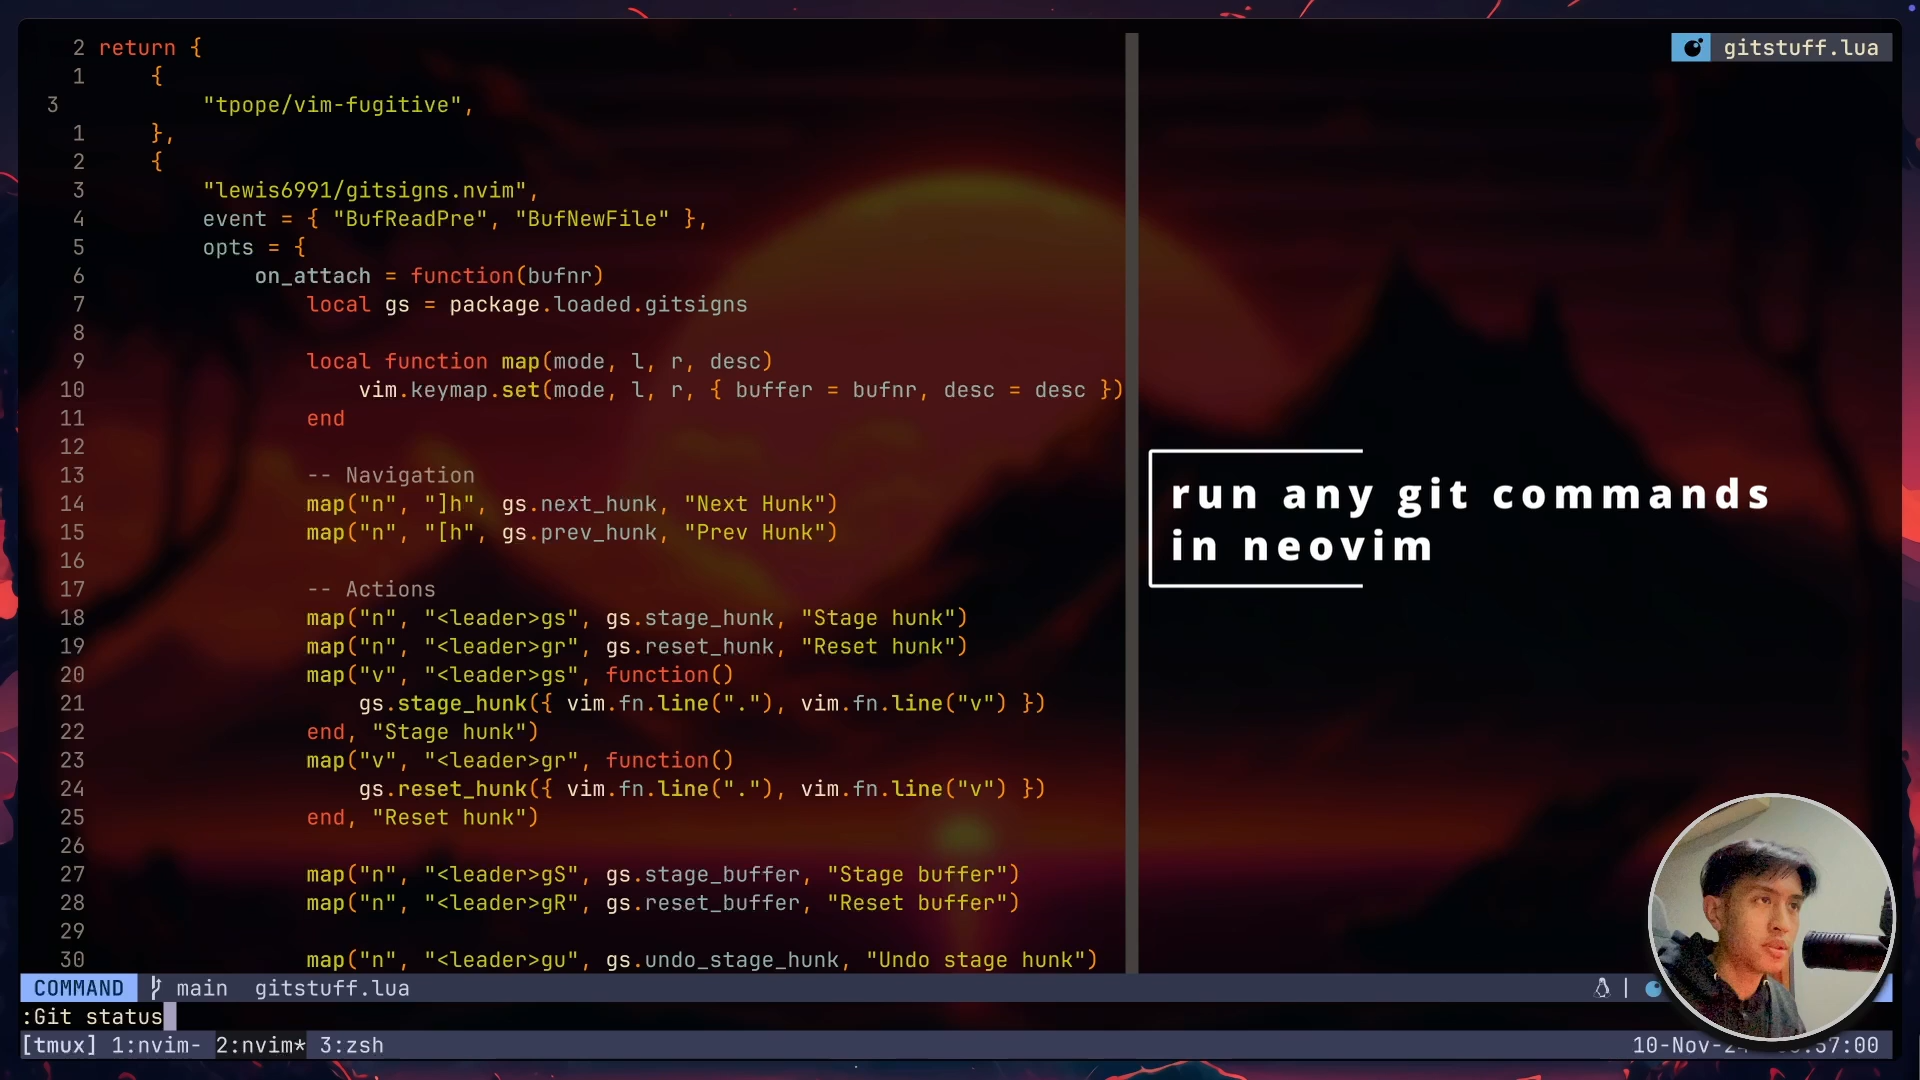 2 return {
1 {
3 "tpope/vim-fugitive",
1 },
2 {
3 "lewis6991/gitsigns.nvim",
4 event = { "BufReadPre", "BufNewFile" },
5 opts = {
6 on_attach = function(bufnr)
7 local gs = package.loaded.gitsigns
8
9 local function map(mode, l, r, desc)
10 vim.keymap.set(mode, l, r, { buffer = bufnr, desc = desc })
11 end
12
13 -- Navigation
14 map("n", "]h", gs.next_hunk, "Next Hunk")
15 map("n", "[h", gs.prev_hunk, "Prev Hunk")
16
17 -- Actions
18 map("n", "<leader>gs", gs.stage_hunk, "Stage hunk")
19 map("n", "<leader>gr", gs.reset_hunk, "Reset hunk")
20 map("v", "<leader>gs", function()
21 gs.stage_hunk({ vim.fn.line("."), vim.fn.line("v") })
22 end, "Stage hunk")
23 map("v", "<leader>gr", function()
24 gs.reset_hunk({ vim.fn.line("."), vim.fn.line("v") })
25 end, "Reset hunk")
26
27 map("n", "<leader>gS", gs.stage_buffer, "Stage buffer")
28 map("n", "<leader>gR", gs.reset_buffer, "Reset buffer")
29
30 map("n", "<leader>gu", gs.undo_stage_hunk, "Undo stage hunk")
gitstuff.lua
run any git commands
in neovim
COMMAND main gitstuff.lua |
:Git status
[tmux] 1:nvim- 2:nvim* 3:zsh 10-Nov-2 :37:00